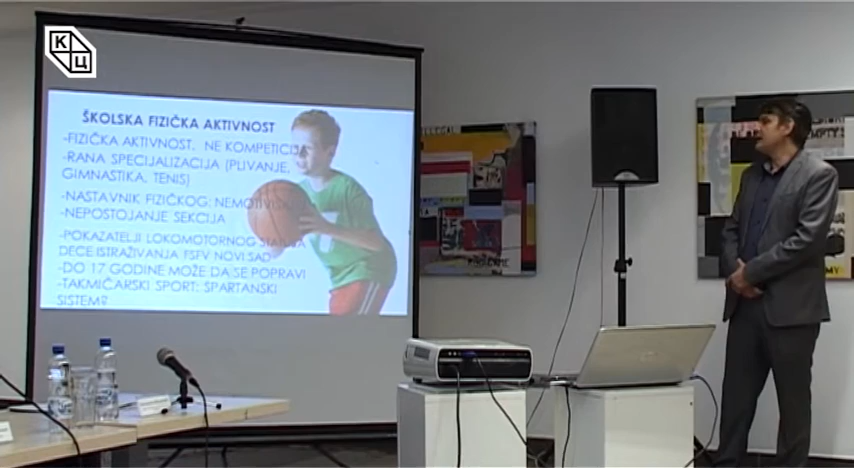 К
Ц
ŠKOLSKA FIZIČKA AKTIVNOST
-FIZIČKA AKTIVNOST, NE KOMPETICIJA
-RANA SPECIJALIZACIJA (PLIVANJE,
GIMNASTIKA, TENIS)
-NASTAVNIK FIZIČKOG: NEMOTIVISAN
-NEPOSTOJANJE SEKCIJA
-POKAZATELJI LOKOMOTORNOG STATUSA
DECE ISTRAŽIVANJA FSFV NOVI SAD
-DO 17 GODINE MOŽE DA SE POPRAVI
-TAKMIČARSKI SPORT: SPARTANSKI
SISTEM?